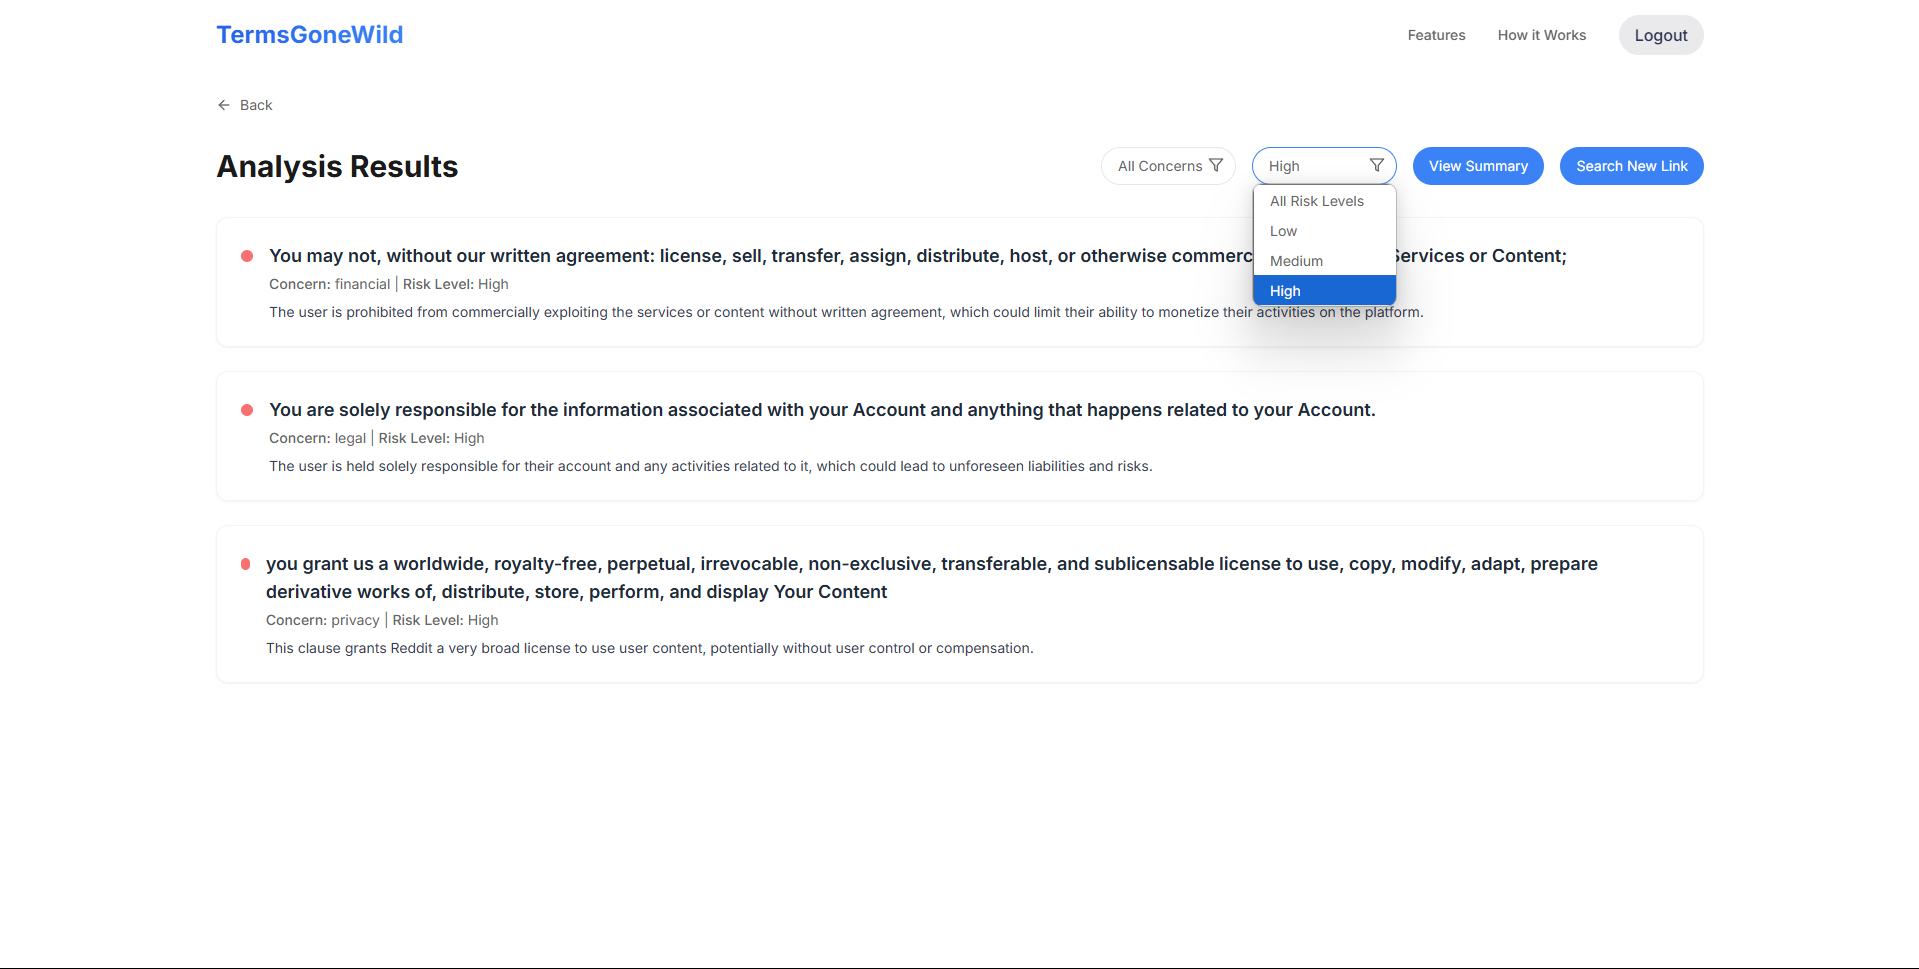 TermsGoneWild
Features
How it Works
Logout
Back
Analysis Results
All Concerns
High
View Summary
Search New Link
All Risk Levels
Low
Medium
High
You may not, without our written agreement: license, sell, transfer, assign, distribute, host, or otherwise commerc Services or Content;
Concern: financial | Risk Level: High
The user is prohibited from commercially exploiting the services or content without written agreement, which could limit their ability to monetize their activities on the platform.
You are solely responsible for the information associated with your Account and anything that happens related to your Account.
Concern: legal | Risk Level: High
The user is held solely responsible for their account and any activities related to it, which could lead to unforeseen liabilities and risks.
you grant us a worldwide, royalty-free, perpetual, irrevocable, non-exclusive, transferable, and sublicensable license to use, copy, modify, adapt, prepare
derivative works of, distribute, store, perform, and display Your Content
Concern: privacy | Risk Level: High
This clause grants Reddit a very broad license to use user content, potentially without user control or compensation.